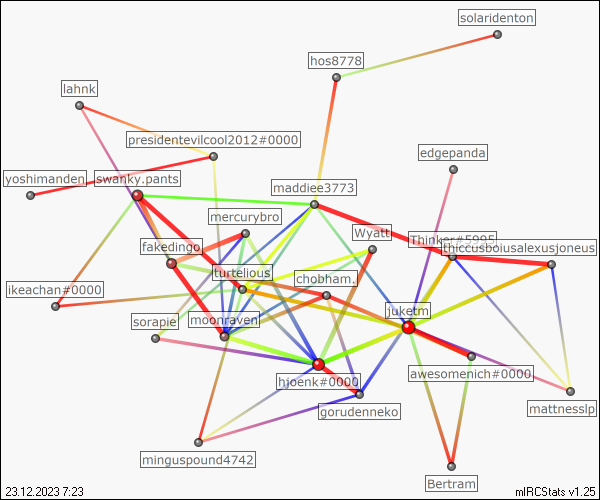 solaridenton
hos8778
lahnk
presidentevilcool2012#0000
edgepanda
yoshimanden
swanky.pants
maddiee3773
mercurybro
Wyatt
Thinker#5995
fakedingo
thiccusboiusalexusjoneus
turtelious
chobham.
ikeachan#0000
juketm
sorapie
moonraven
hjoenk#0000
awesomenich#0000
gorudenneko
mattnesslp
minguspound4742
Bertram
23.12.2023 7:23
mIRCStats v1.25